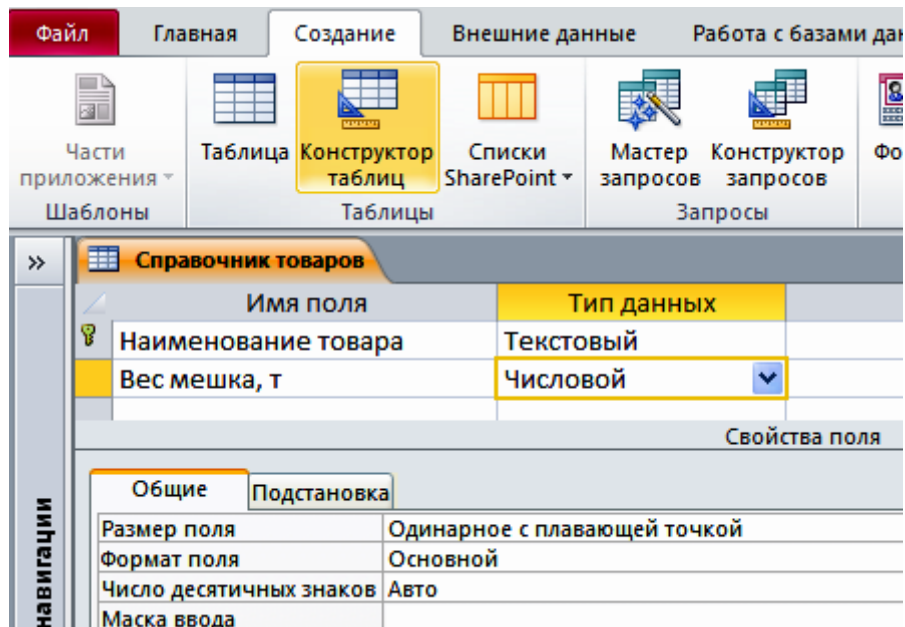 Файл Главная Создание Внешние данные Работа с базами дан
Части приложения
Таблица
Конструктор таблиц
Списки SharePoint
Мастер запросов
Конструктор запросов
Фо
Шаблоны Таблицы Запросы
» Справочник товаров
Имя поля Тип данных
Наименование товара Текстовый
Вес мешка, т Числовой
Свойства поля
Общие Подстановка
Размер поля Одинарное с плавающей точкой
Формат поля Основной
Число десятичных знаков Авто
Маска ввода
навигации